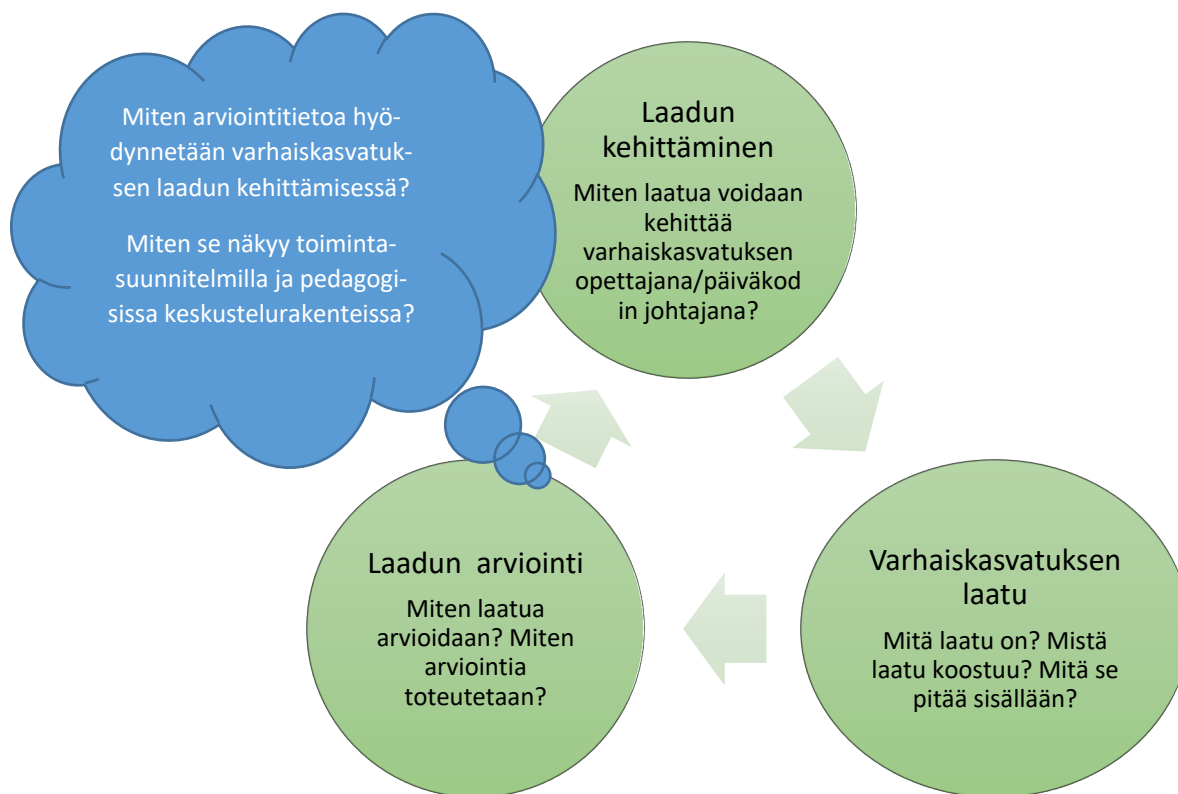 Miten arviointitietoa hyö-
dynnetään varhaiskasvatuk-
sen laadun kehittämisessä?
Miten se näkyy toiminta-
suunnitelmilla ja pedagogi-
sissa keskustelurakenteissa?
Laadun
kehittäminen
Miten laatua voidaan
kehittää
varhaiskasvatuksen
opettajana/päiväkod
in johtajana?
Laadun  arviointi
Miten laatua
arvioidaan? Miten
arviointia
toteutetaan?
Varhaiskasvatuksen
laatu
Mitä laatu on? Mistä
laatu koostuu? Mitä se
pitää sisällään?